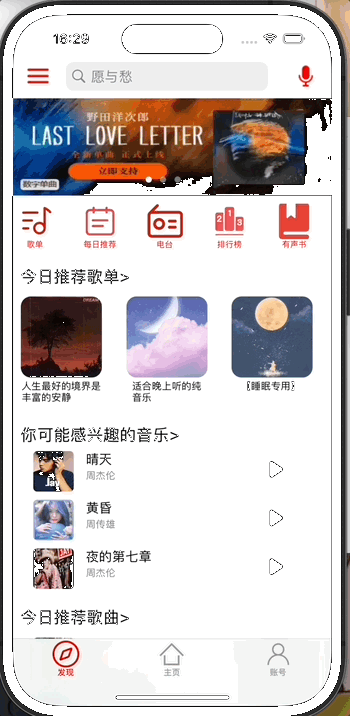 16:29
愿与愁
野田洋次郎
LAST LOVE LETTER
全新单曲 正式上线
立即支持
数字单曲
歌单
每日推荐
电台
排行榜
有声书
今日推荐歌单>
人生最好的境界是
丰富的安静
适合晚上听的纯
音乐
〖睡眠专用〗
你可能感兴趣的音乐>
晴天
周杰伦
黄昏
周传雄
夜的第七章
周杰伦
今日推荐歌曲>
发现
主页
账号